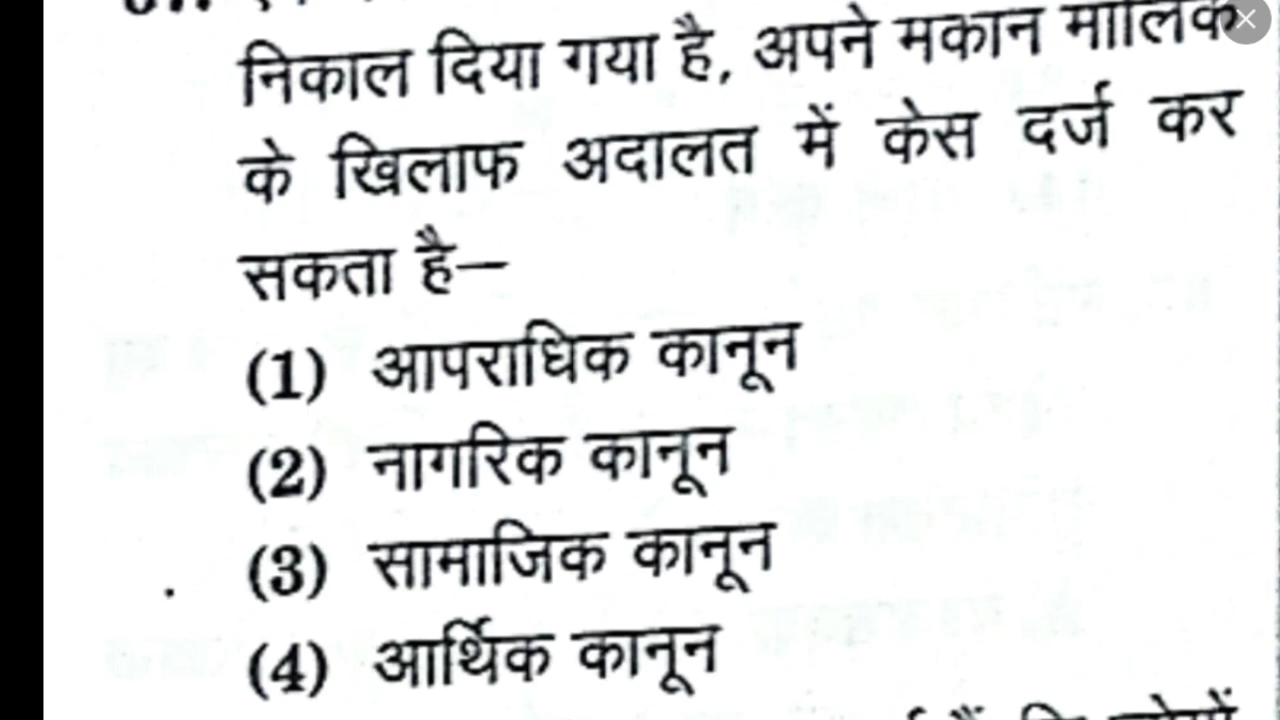 निकाल दिया गया है, अपने मकान मालिक
के खिलाफ अदालत में केस दर्ज कर
सकता है—
(1) आपराधिक कानून
(2) नागरिक कानून
(3) सामाजिक कानून
(4) आर्थिक कानून